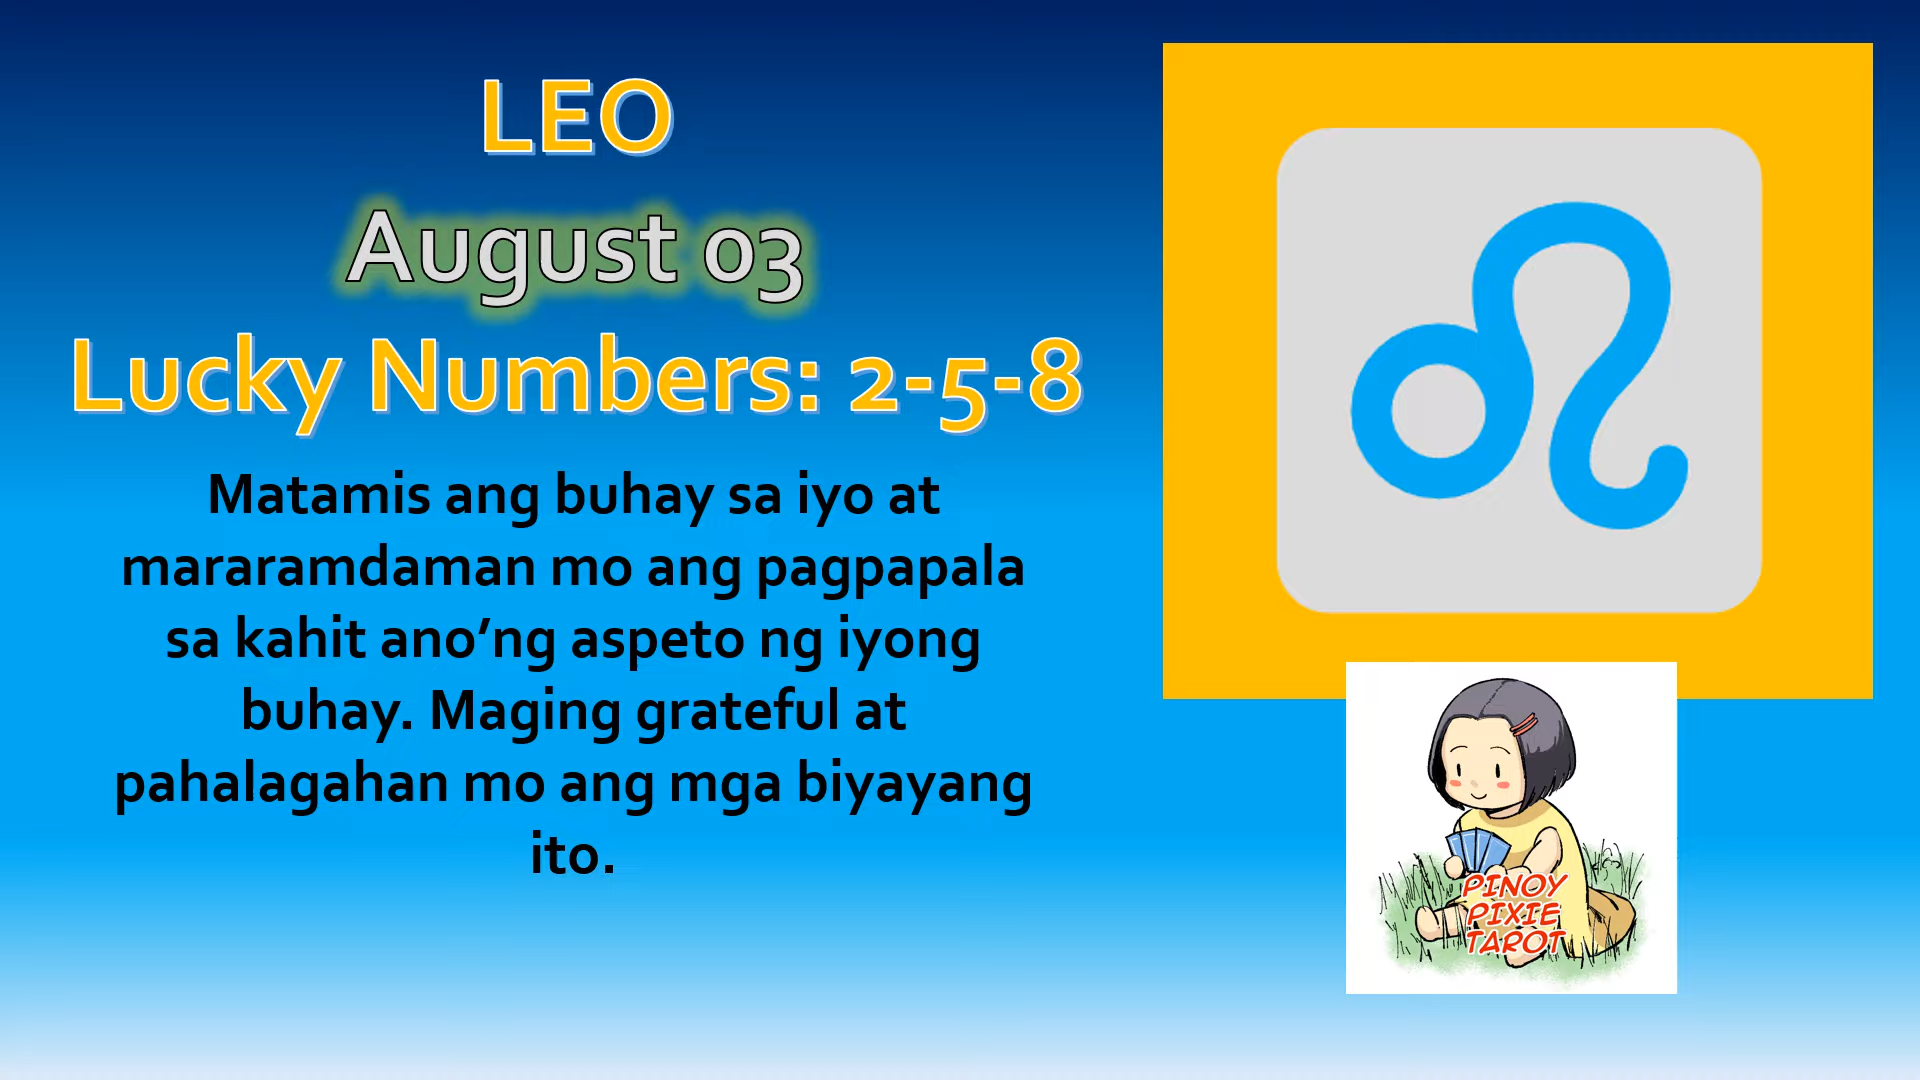 LEO
August 03
Lucky Numbers: 2-5-8
Matamis ang buhay sa iyo at
mararamdaman mo ang pagpapala
sa kahit ano’ng aspeto ng iyong
buhay. Maging grateful at
pahalagahan mo ang mga biyayang
ito.
PINOY
PIXIE
TAROT